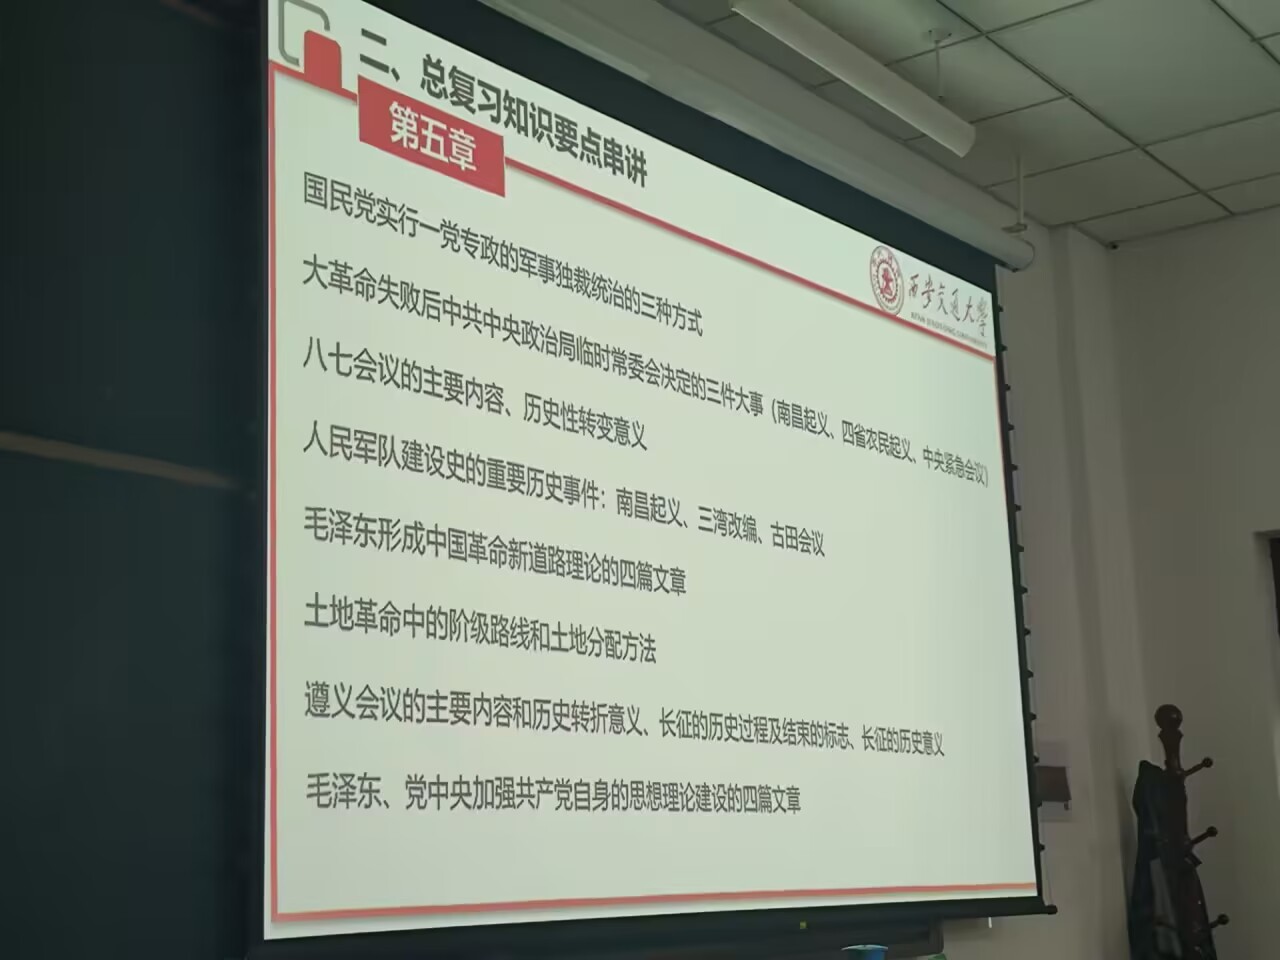 二、总复习知识要点串讲
第五章
西安交通大学
国民党实行一党专政的军事独裁统治的三种方式
大革命失败后中共中央政治局临时常委会决定的三件大事（南昌起义、四省农民起义、中央紧急会议）
八七会议的主要内容、历史性转变意义
人民军队建设史的重要历史事件：南昌起义、三湾改编、古田会议
毛泽东形成中国革命新道路理论的四篇文章
土地革命中的阶级路线和土地分配方法
遵义会议的主要内容和历史转折意义、长征的历史过程及结束的标志、长征的历史意义
毛泽东、党中央加强共产党自身的思想理论建设的四篇文章